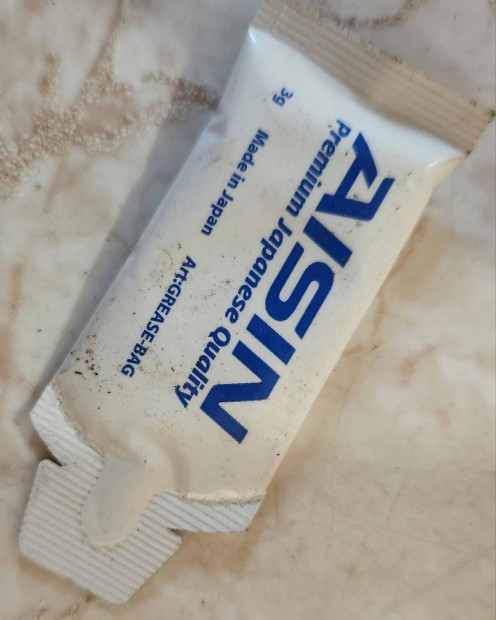 AISIN
Premium Japanese Quality
Made in Japan
Art:GREASE-BAG
3g